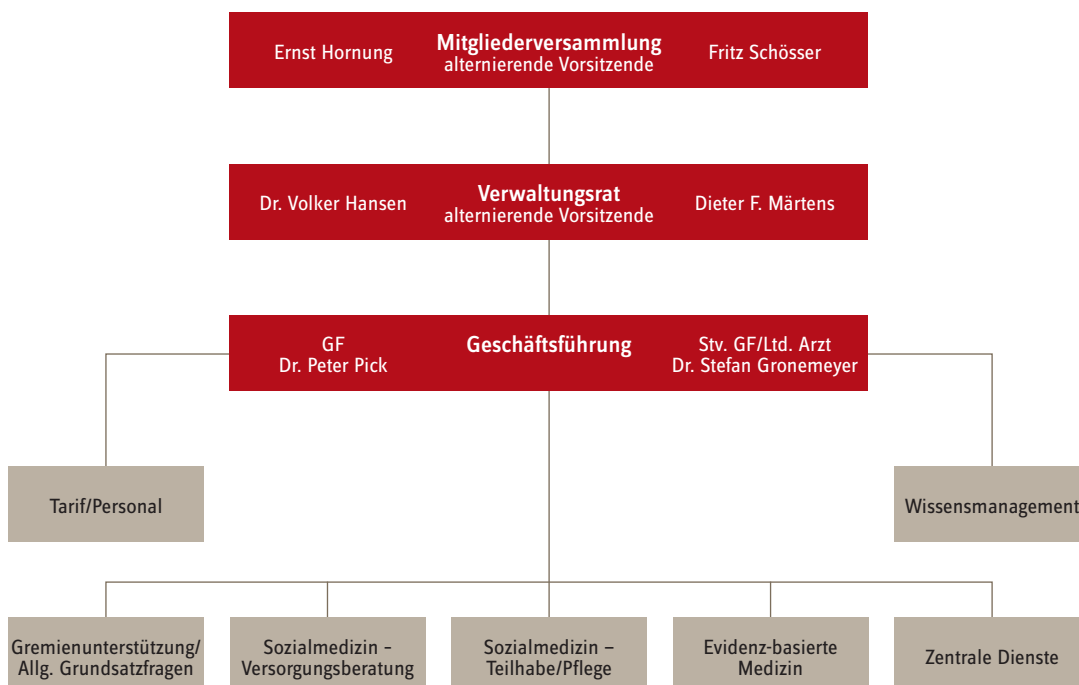 Ernst Hornung
Mitgliederversammlung
alternierende Vorsitzende
Fritz Schösser
Dr. Volker Hansen
Verwaltungsrat
alternierende Vorsitzende
Dieter F. Märtens
GF
Dr. Peter Pick
Geschäftsführung
Stv. GF/Ltd. Arzt
Dr. Stefan Gronemeyer
Tarif/Personal
Wissensmanagement
Gremienunterstützung/
Allg. Grundsatzfragen
Sozialmedizin -
Versorgungsberatung
Sozialmedizin –
Teilhabe/Pflege
Evidenz-basierte
Medizin
Zentrale Dienste